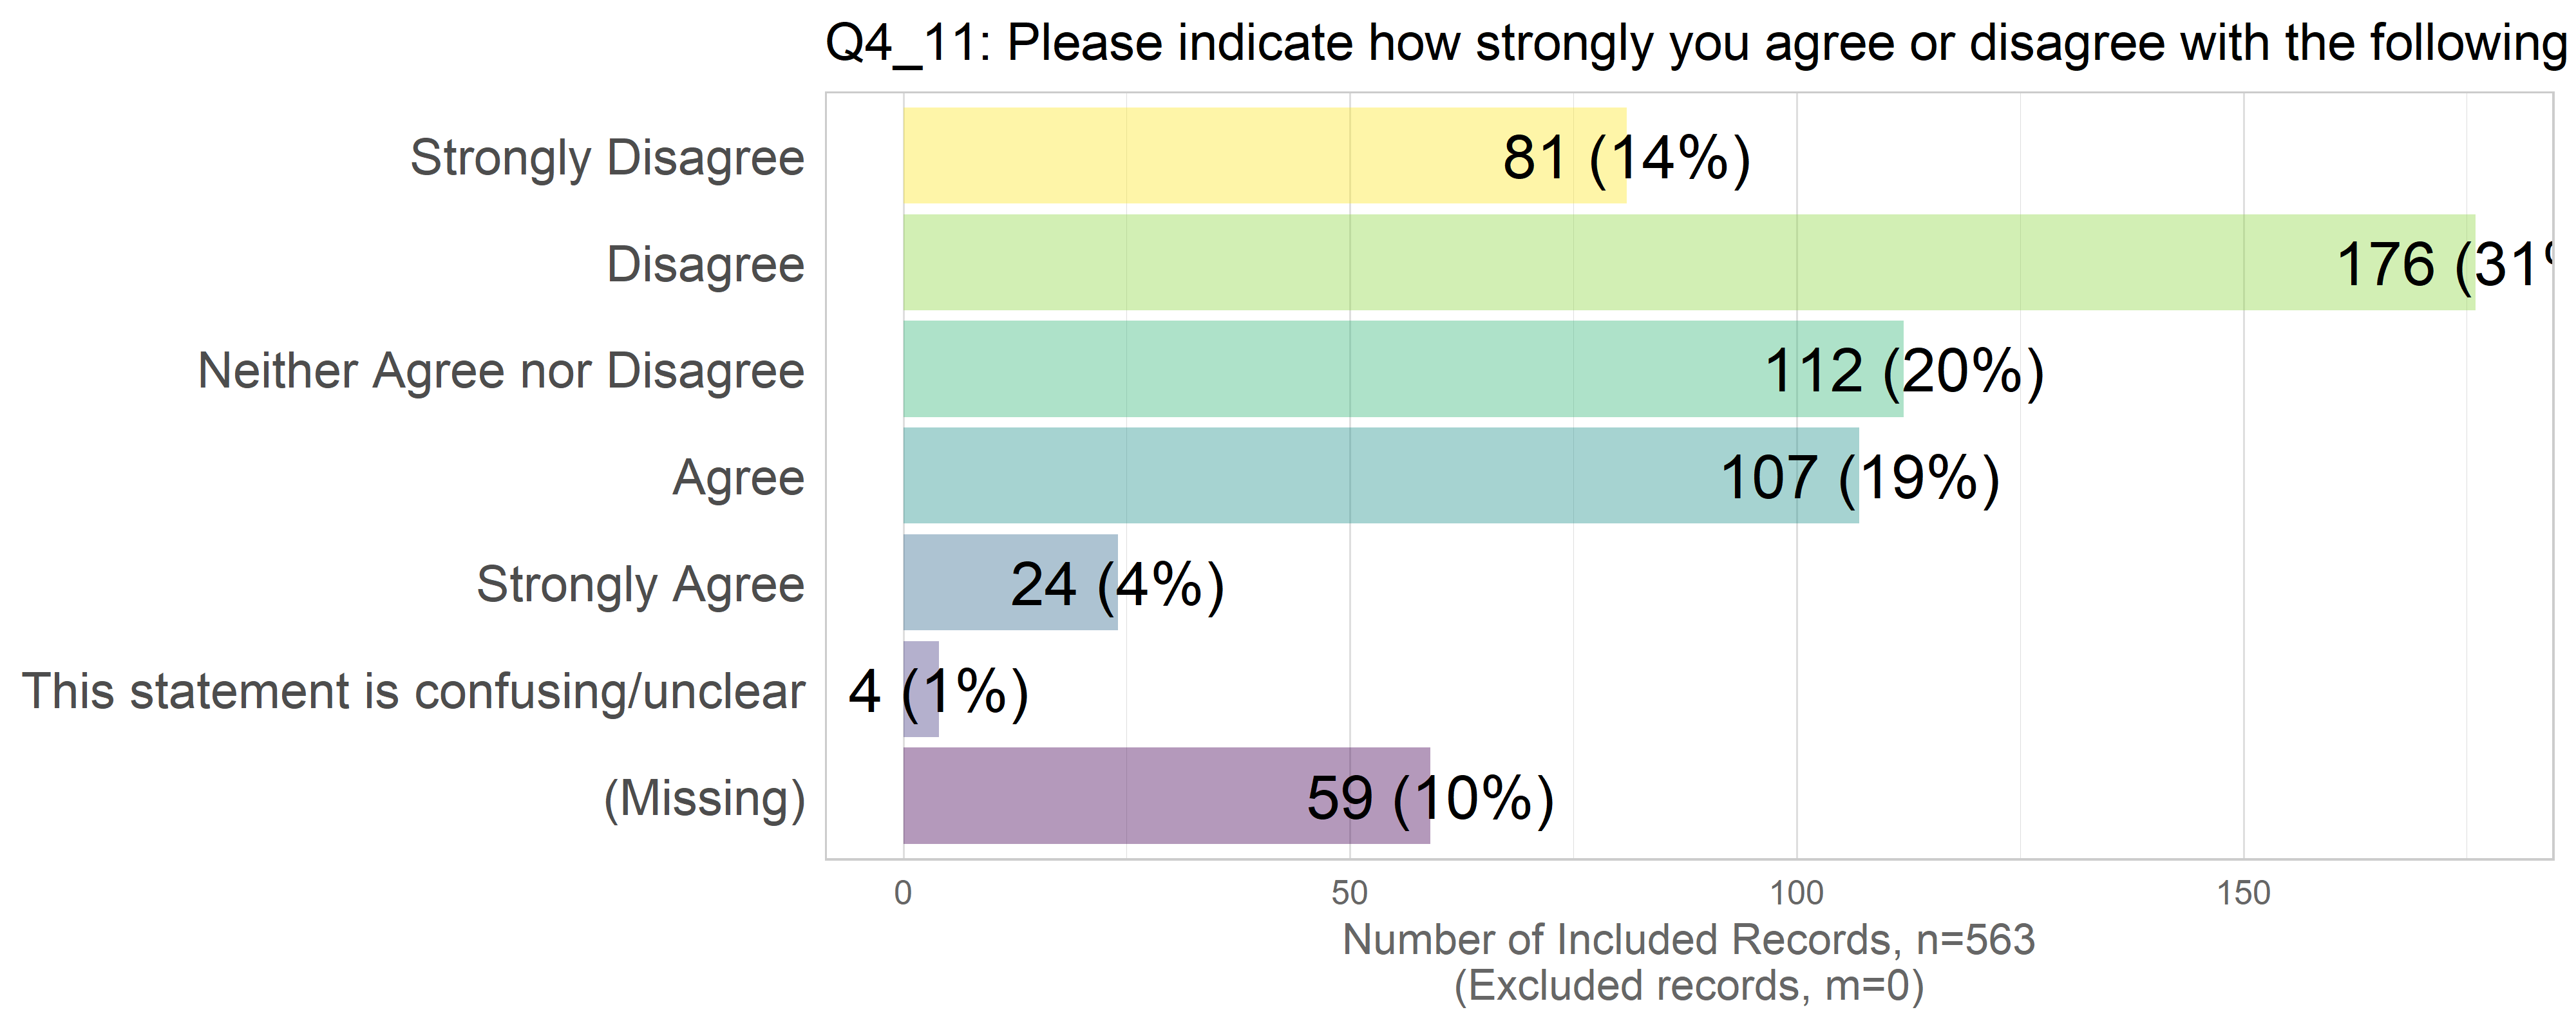 Q4_11: Please indicate how strongly you agree or disagree with the following
Strongly Disagree 81 (14%)
Disagree 176 (31%
Neither Agree nor Disagree 112 (20%)
Agree 107 (19%)
Strongly Agree 24 (4%)
This statement is confusing/unclear 4 (1%)
(Missing) 59 (10%)
0 50 100 150
Number of Included Records, n=563
(Excluded records, m=0)